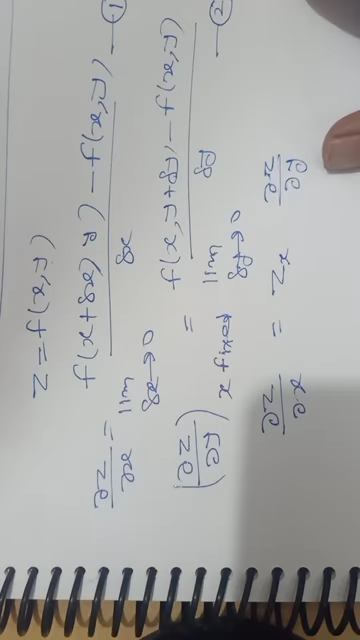 z = f(x, y)
∂z/∂x = lim δx→0 f(x+δx, y) − f(x, y) / δx — ①
(∂z/∂y) x fixed = lim δy→0 f(x, y+δy) − f(x, y) / δy — ②
∂z/∂x = zx ∂z/∂y